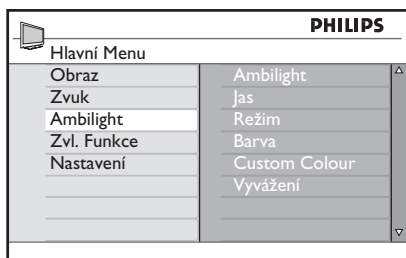 PHILIPS
Hlavní Menu
Obraz
Zvuk
Ambilight
Zvl. Funkce
Nastavení
Ambilight
Jas
Režim
Barva
Custom Colour
Vyvážení